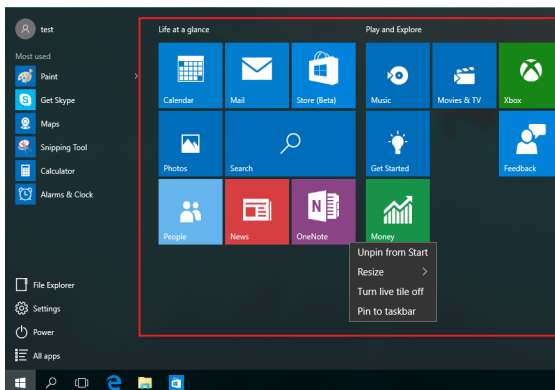 test
Most used
Paint
Get Skype
Maps
Snipping Tool
Calculator
Alarms & Clock
File Explorer
Settings
Power
All apps
Life at a glance
Calendar
Mail
Store (Beta)
Photos
Search
People
News
OneNote
Play and Explore
Music
Movies & TV
Xbox
Get Started
Feedback
Money
Unpin from Start
Resize
Turn live tile off
Pin to taskbar